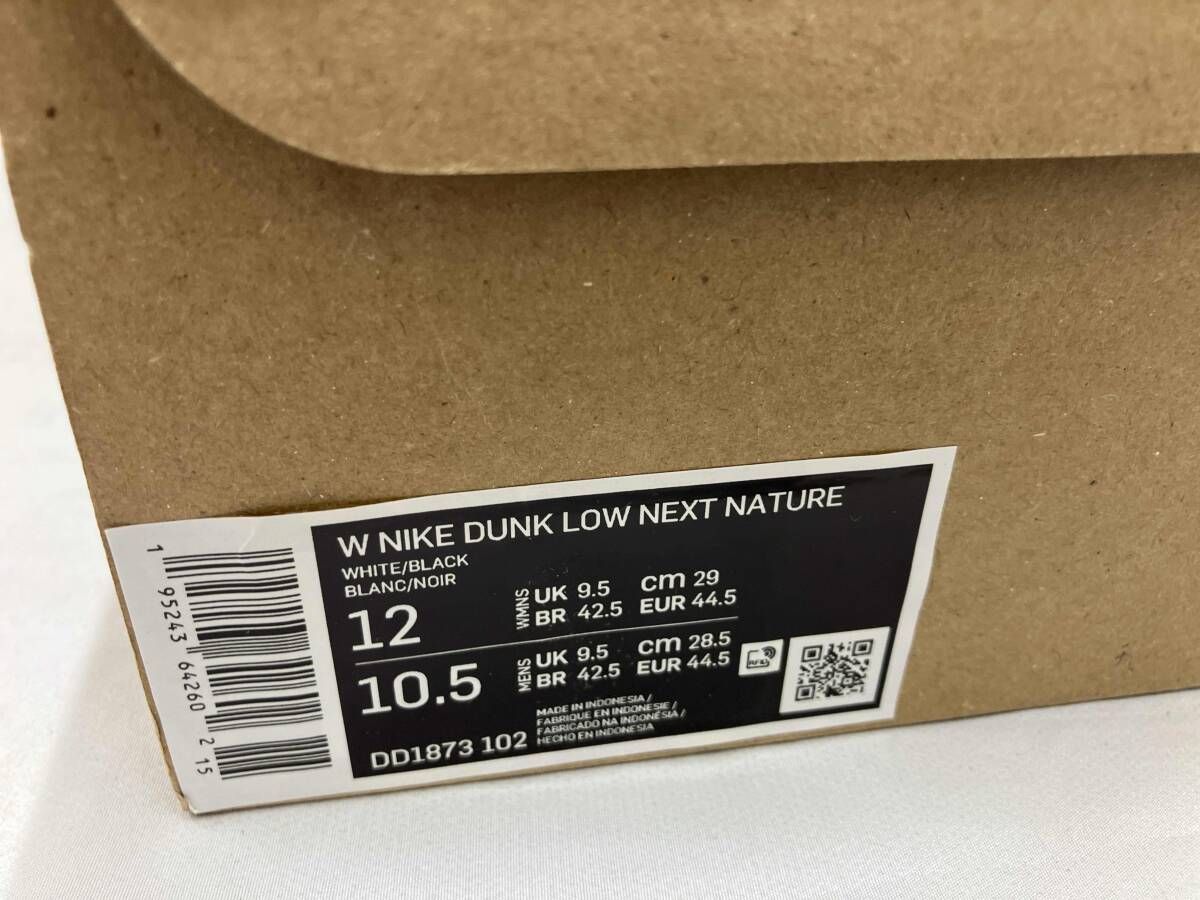 W NIKE DUNK LOW NEXT NATURE
WHITE/BLACK
BLANC/NOIR
12
WMNS
UK 9.5 cm 29
BR 42.5 EUR 44.5
10.5
MENS
UK 9.5 cm 28.5
BR 42.5 EUR 44.5
RFID
DD1873 102
MADE IN INDONESIA /
FABRIQUE EN INDONESIE /
FABRICADO NA INDONÉSIA /
HECHO EN INDONESIA
1 95243 64260 2 15